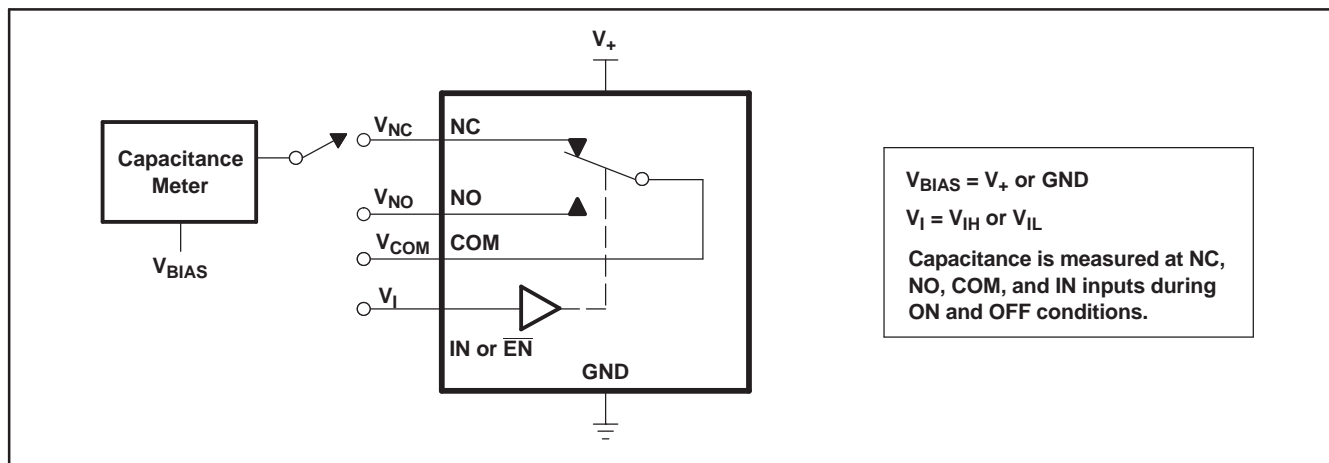 V+
Capacitance
Meter
VBIAS
VNC
NC
VNO
NO
VCOM
COM
VI
IN or E̅N̅
GND
VBIAS = V+ or GND
VI = VIH or VIL
Capacitance is measured at NC,
NO, COM, and IN inputs during
ON and OFF conditions.